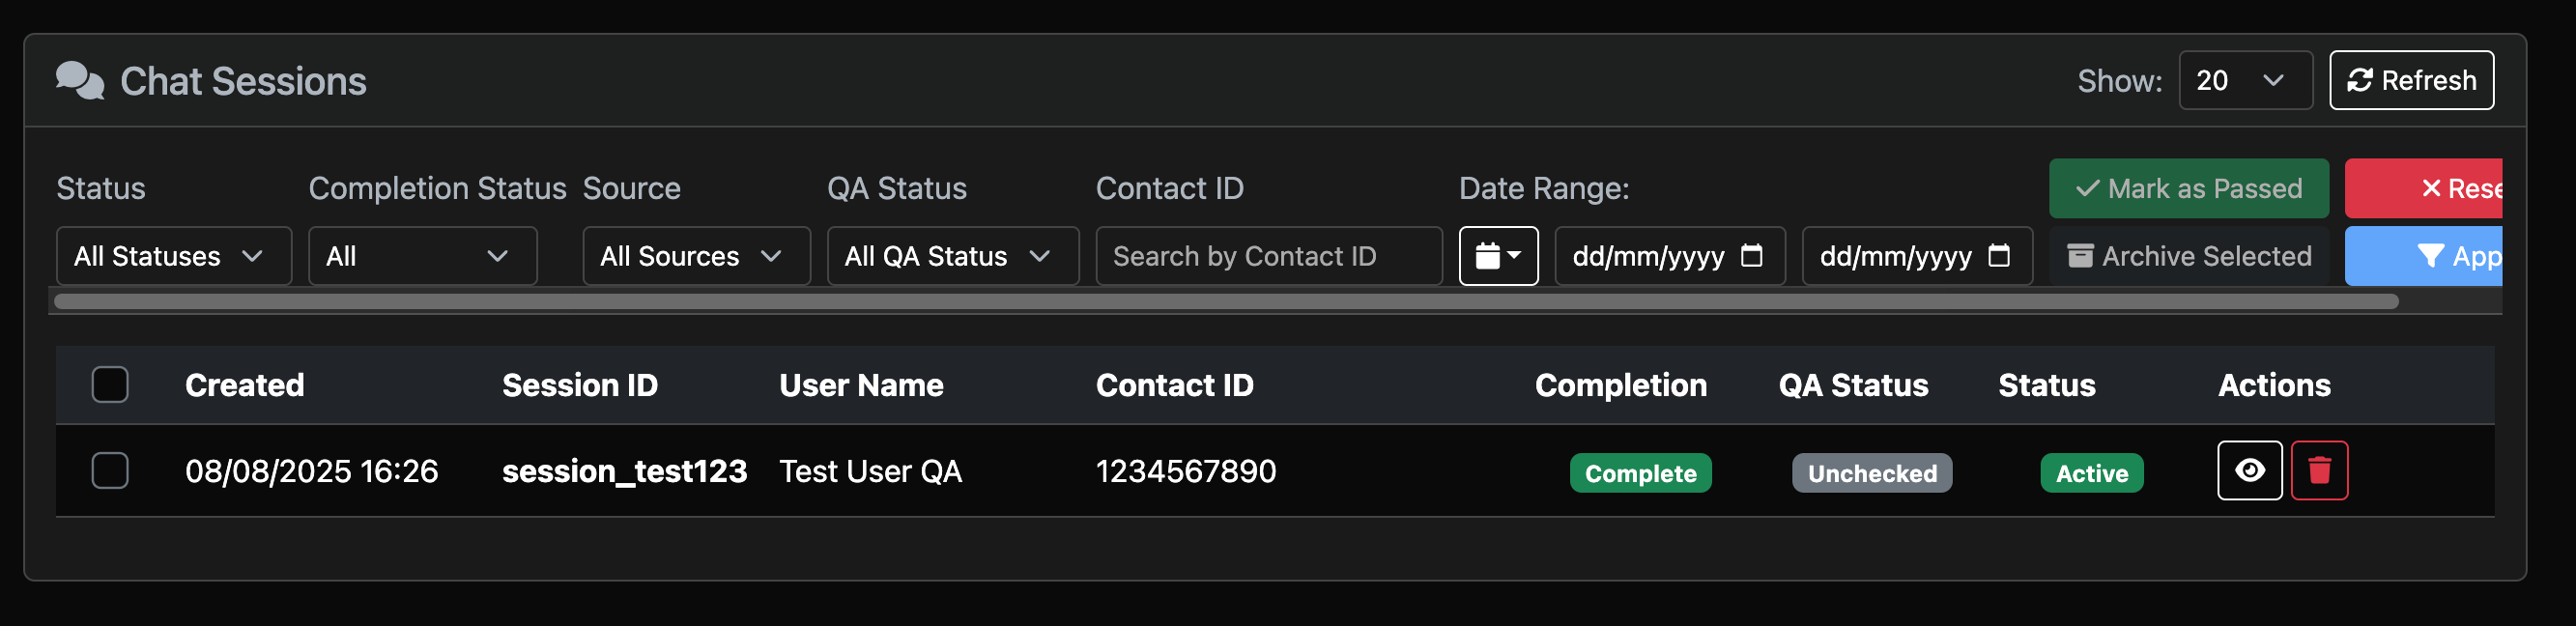 Chat Sessions
Show: 20 Refresh
Status Completion Status Source QA Status Contact ID Date Range: Mark as Passed Rese
All Statuses All All Sources All QA Status Search by Contact ID dd/mm/yyyy dd/mm/yyyy Archive Selected App
Created Session ID User Name Contact ID Completion QA Status Status Actions
08/08/2025 16:26 session_test123 Test User QA 1234567890 Complete Unchecked Active